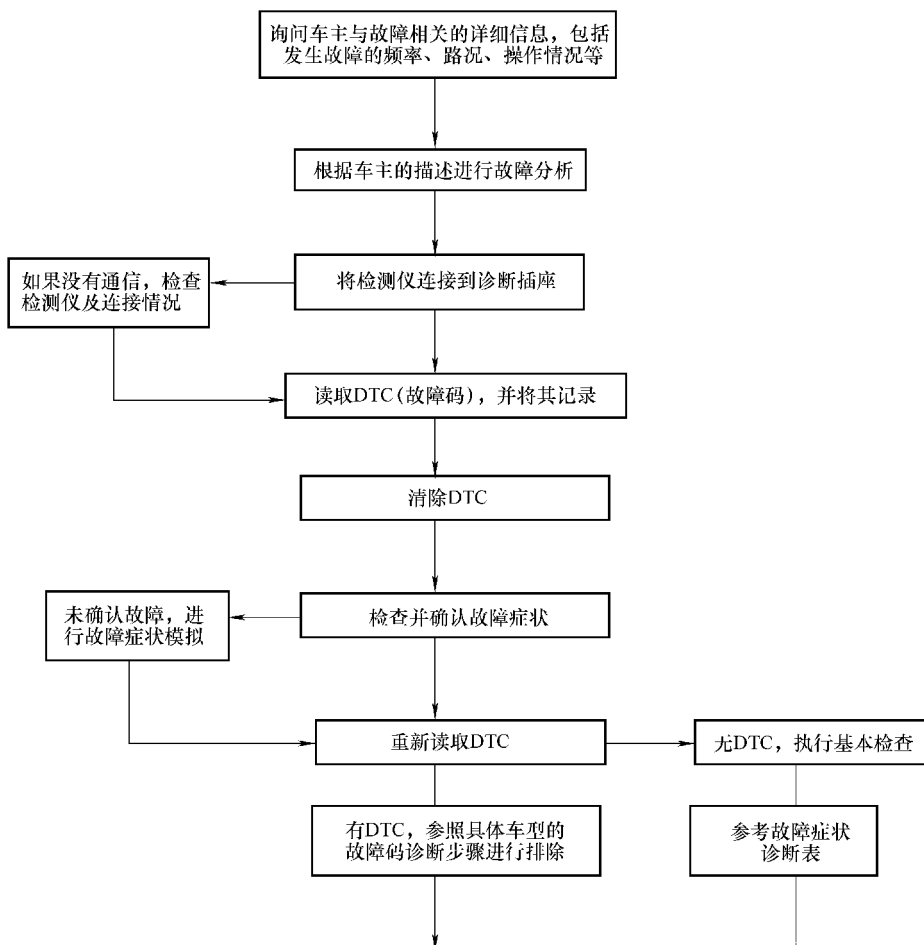 询问车主与故障相关的详细信息，包括
发生故障的频率、路况、操作情况等
根据车主的描述进行故障分析
如果没有通信，检查
检测仪及连接情况
将检测仪连接到诊断插座
读取DTC(故障码)，并将其记录
清除DTC
未确认故障，进
行故障症状模拟
检查并确认故障症状
重新读取DTC
无DTC，执行基本检查
有DTC，参照具体车型的
故障码诊断步骤进行排除
参考故障症状
诊断表